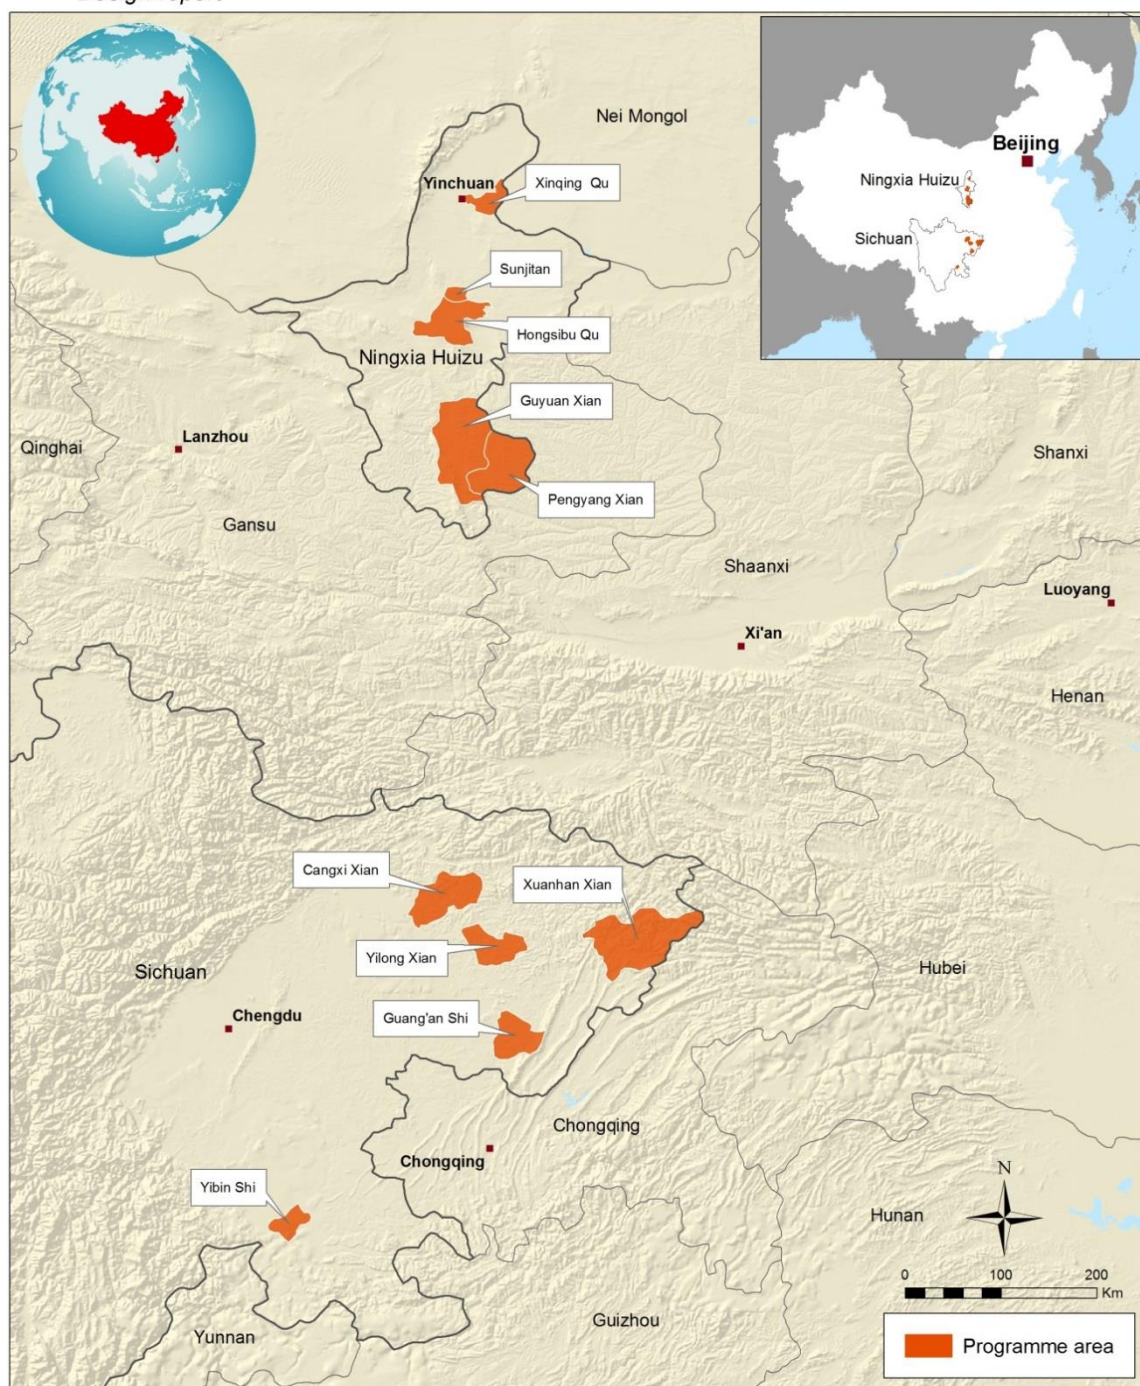 Nei Mongol
Beijing
Yinchuan
Xinqing Qu
Ningxia Huizu
Sichuan
Sunjitan
Hongsibu Qu
Ningxia Huizu
Guyuan Xian
Lanzhou
Qinghai
Shanxi
Pengyang Xian
Gansu
Shaanxi
Luoyang
Xi'an
Henan
Cangxi Xian
Xuanhan Xian
Yilong Xian
Sichuan
Hubei
Chengdu
Guang'an Shi
Chongqing
Chongqing
Yibin Shi
N
Hunan
0 100 200
Km
Guizhou
Yunnan
Programme area